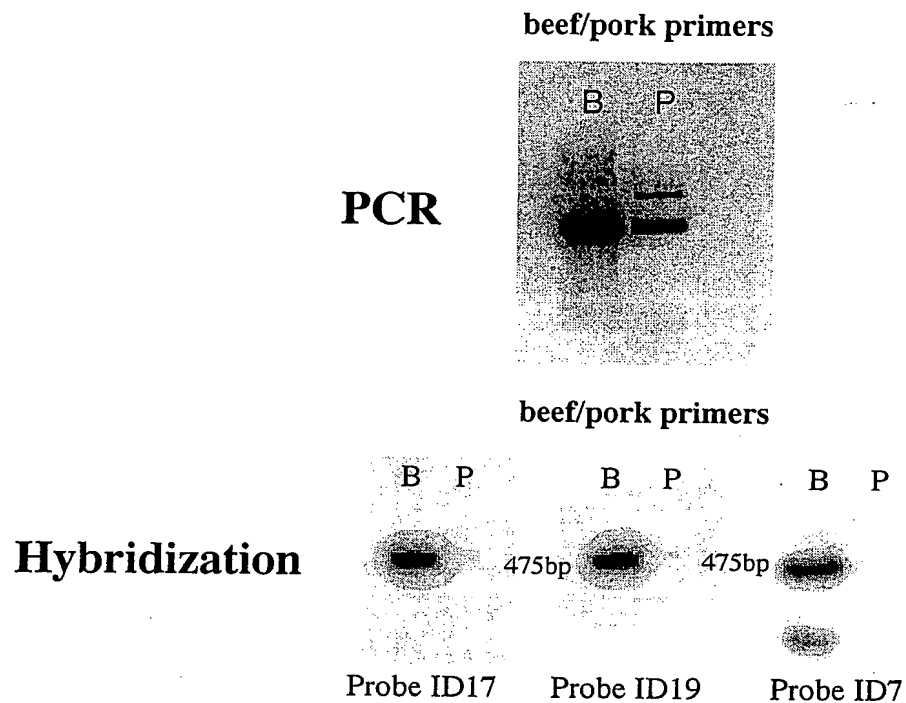 beef/pork primers
B P
PCR
beef/pork primers
B P B P B P
Hybridization
475bp 475bp
Probe ID17 Probe ID19 Probe ID7